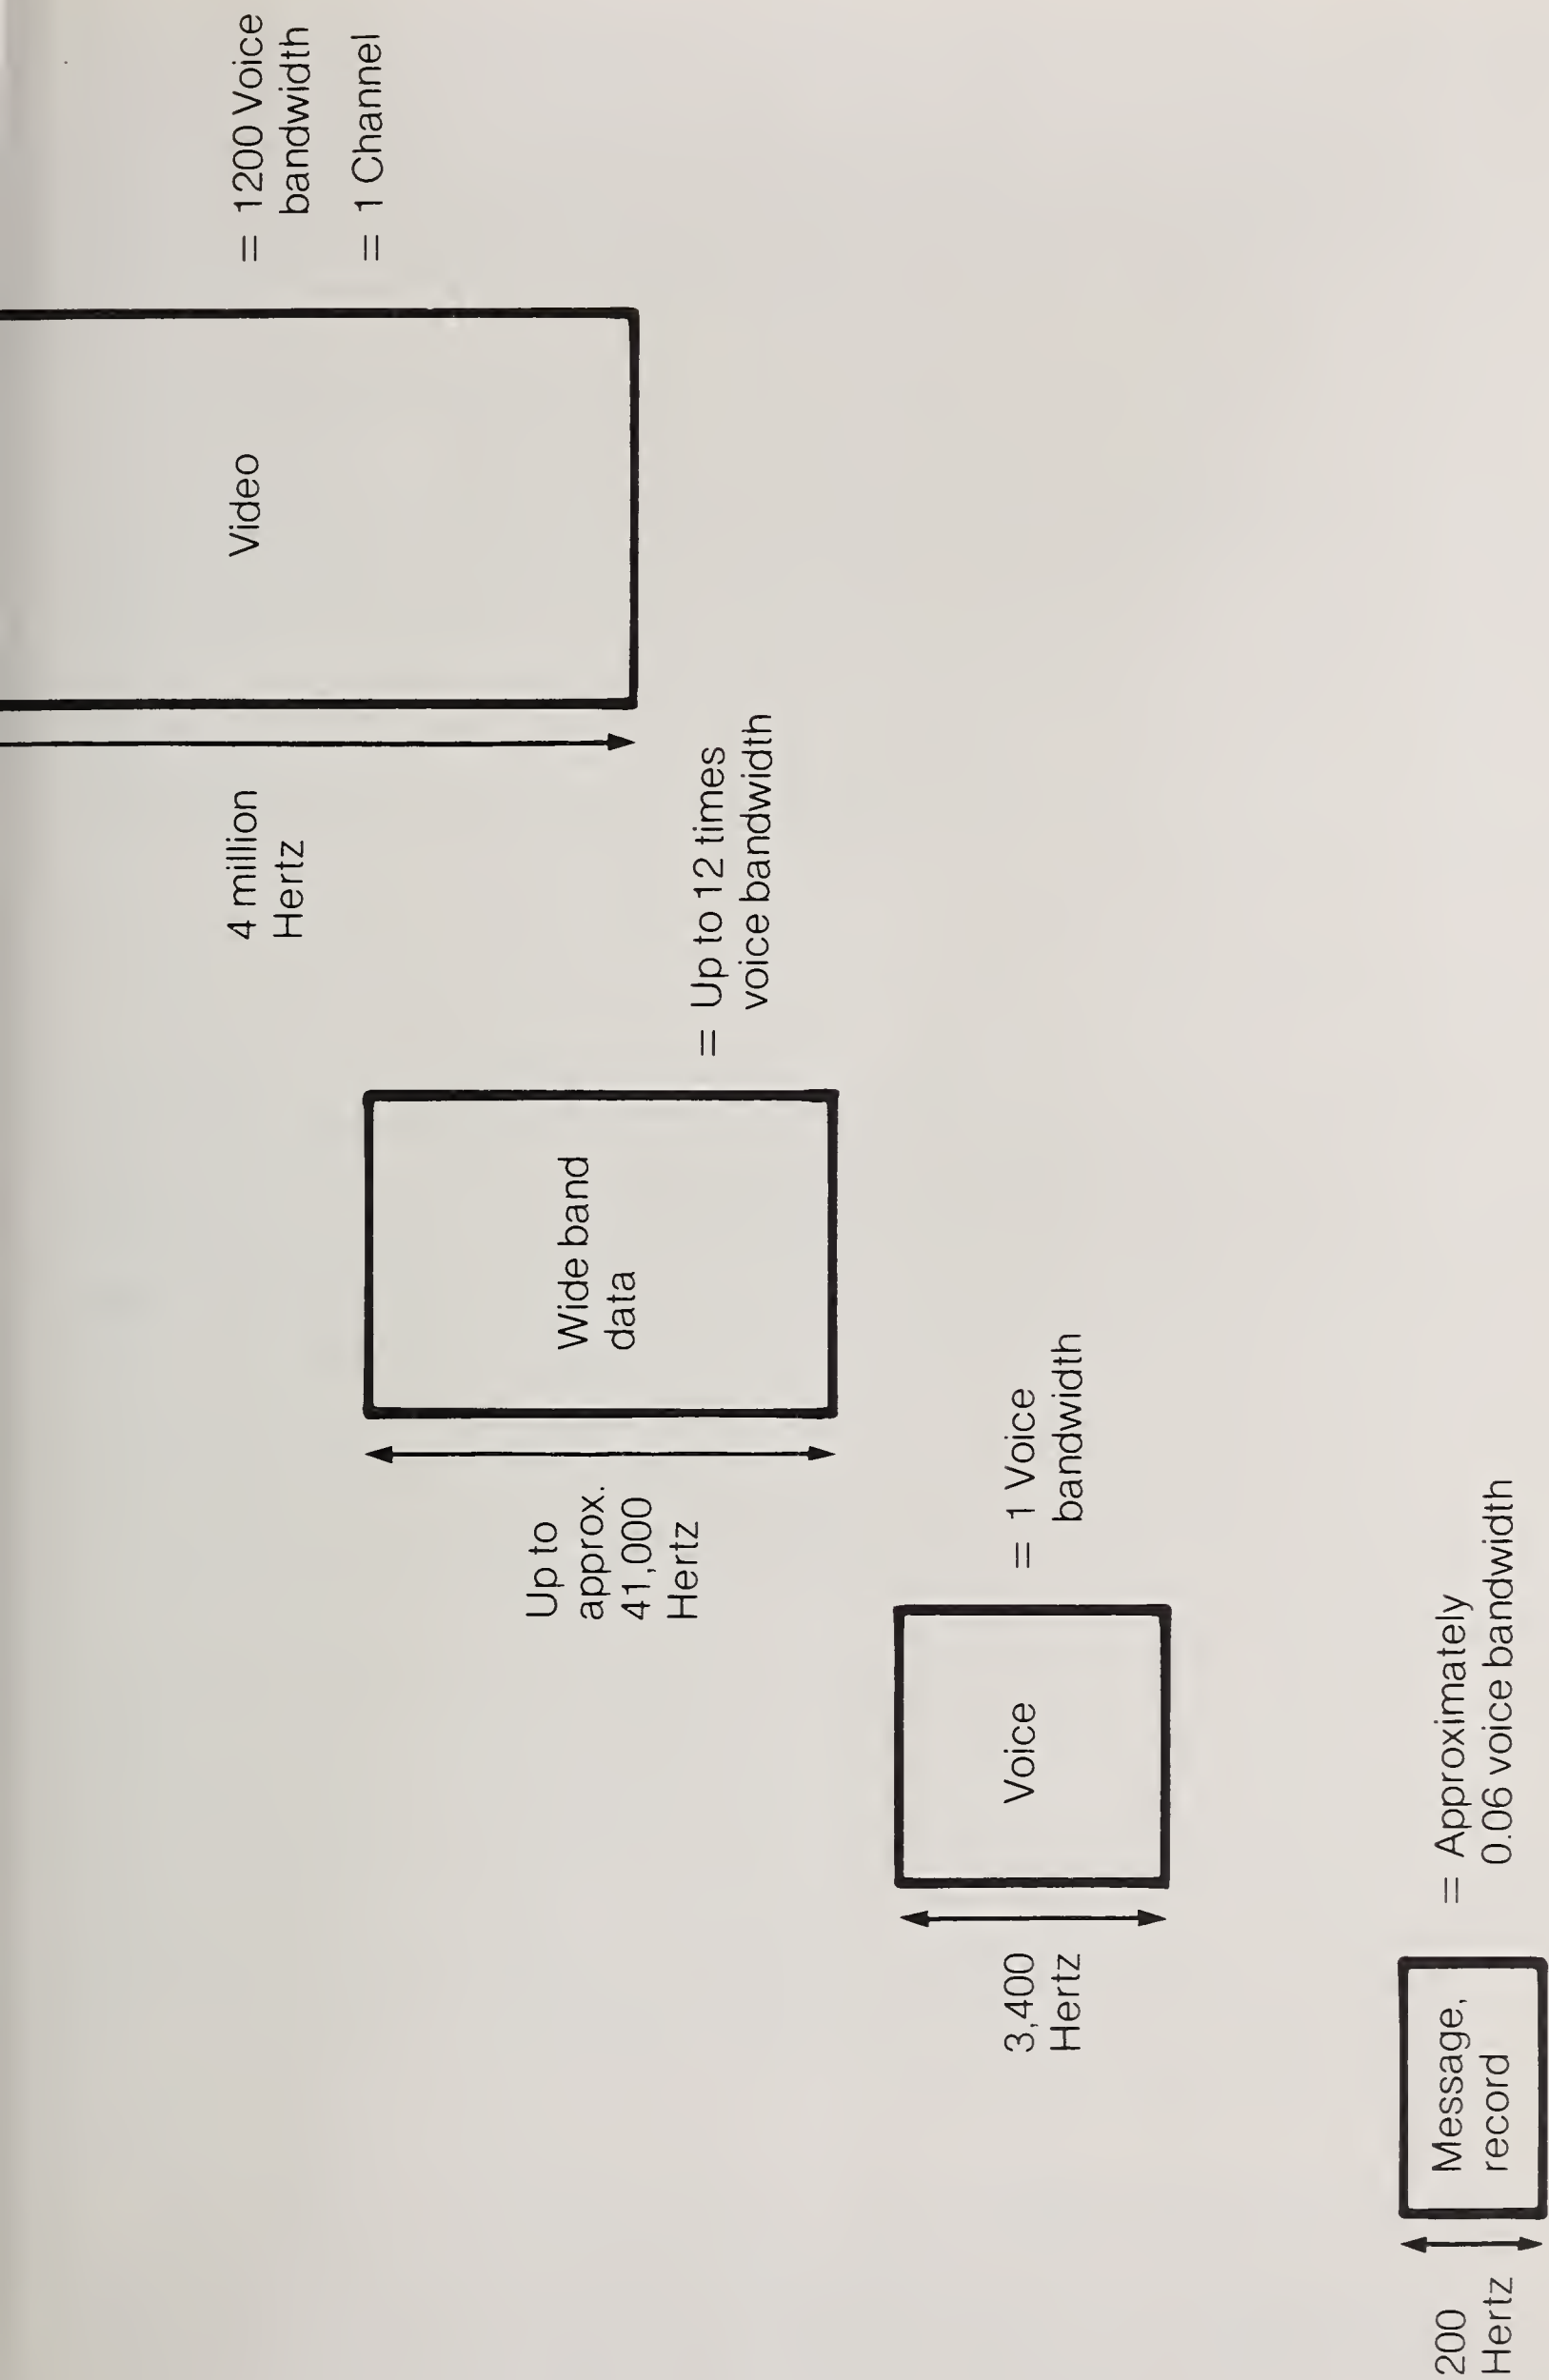 4 million
Hertz
Video
= 1200 Voice
bandwidth
= 1 Channel
Up to
approx.
41,000
Hertz
Wide band
data
= Up to 12 times
voice bandwidth
3,400
Hertz
Voice
= 1 Voice
bandwidth
200
Hertz
Message,
record
= Approximately
0.06 voice bandwidth